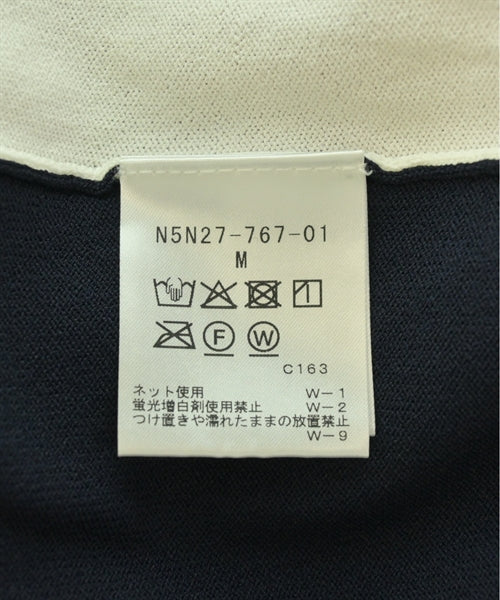 N5N27-767-01
M
F W
C163
ネット使用 W-1
蛍光増白剤使用禁止 W-2
つけ置きや濡れたままの放置禁止
W-9